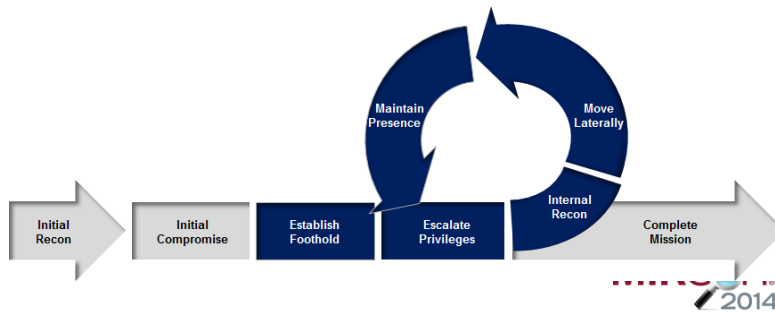 Maintain
Presence
Move
Laterally
Initial
Recon
Initial
Compromise
Establish
Foothold
Escalate
Privileges
Internal
Recon
Complete
Mission
2014